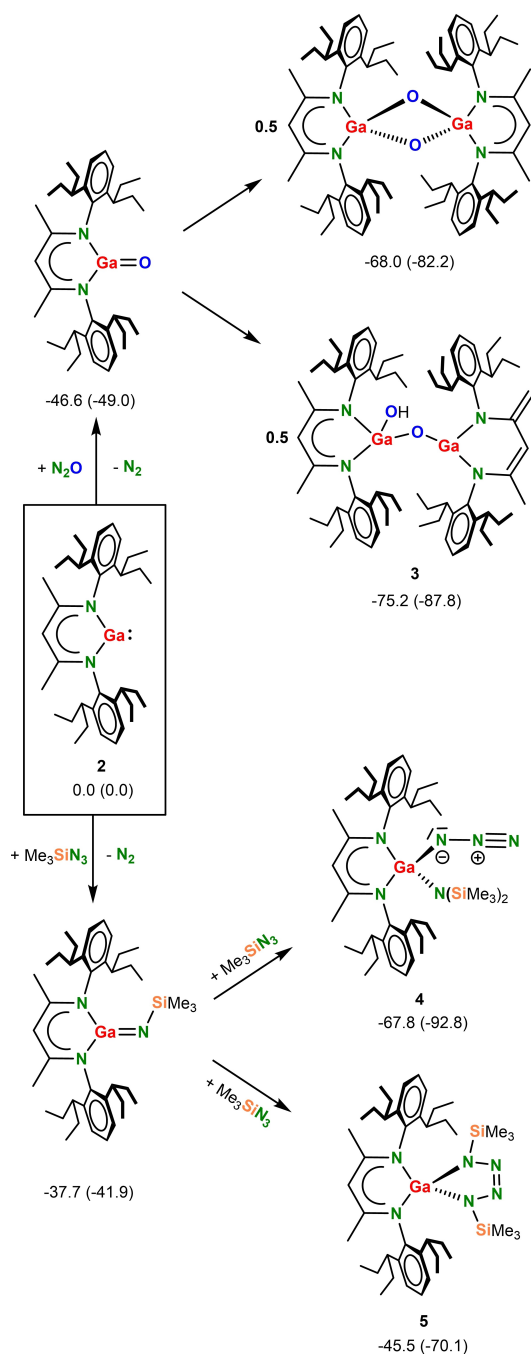 N
O
N
0.5
Ga
Ga
O
N
N
N
Ga=O
N
-68.0 (-82.2)
-46.6 (-49.0)
N
OH
N
0.5
Ga
O
Ga
N
N
+ N2O
- N2
3
-75.2 (-87.8)
N
Ga:
N
2
0.0 (0.0)
+ Me3SiN3
- N2
N
N
N
N
⊖
⊕
Ga
N
N(SiMe3)2
SiMe3
+ Me3SiN3
N
Ga
N
N
4
-67.8 (-92.8)
+ Me3SiN3
-37.7 (-41.9)
SiMe3
N
N
N
Ga
N
N
N
SiMe3
5
-45.5 (-70.1)